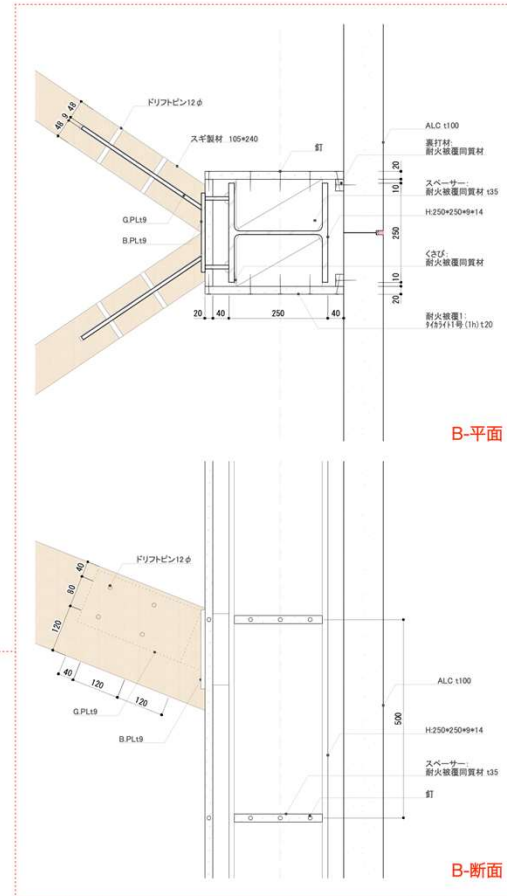 ドリフトピン12φ
48 9 48
スギ製材 105*240
釘
ALC t100
裏打材:
耐火被覆同質材
スペーサー:
耐火被覆同質材 t35
H:250*250*9*14
くさび:
耐火被覆同質材
耐火被覆1:
タイカライト1号(1h) t20
G.PLt9
B.PLt9
20
10
250
10
20
20 40 250 40
B-平面
ドリフトピン12φ
40
80
120
40 120 120
G.PLt9
B.PLt9
500
ALC t100
H:250*250*9*14
スペーサー:
耐火被覆同質材 t35
釘
B-断面